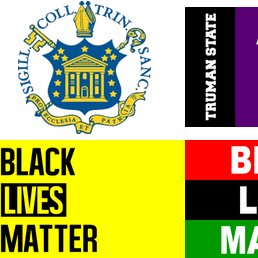 SIGILL COLL TRIN SANC.
PRO ECCLESIA ET PATRIA
TRUMAN STATE
BLACK
LIVES
MATTER
B
L
MA